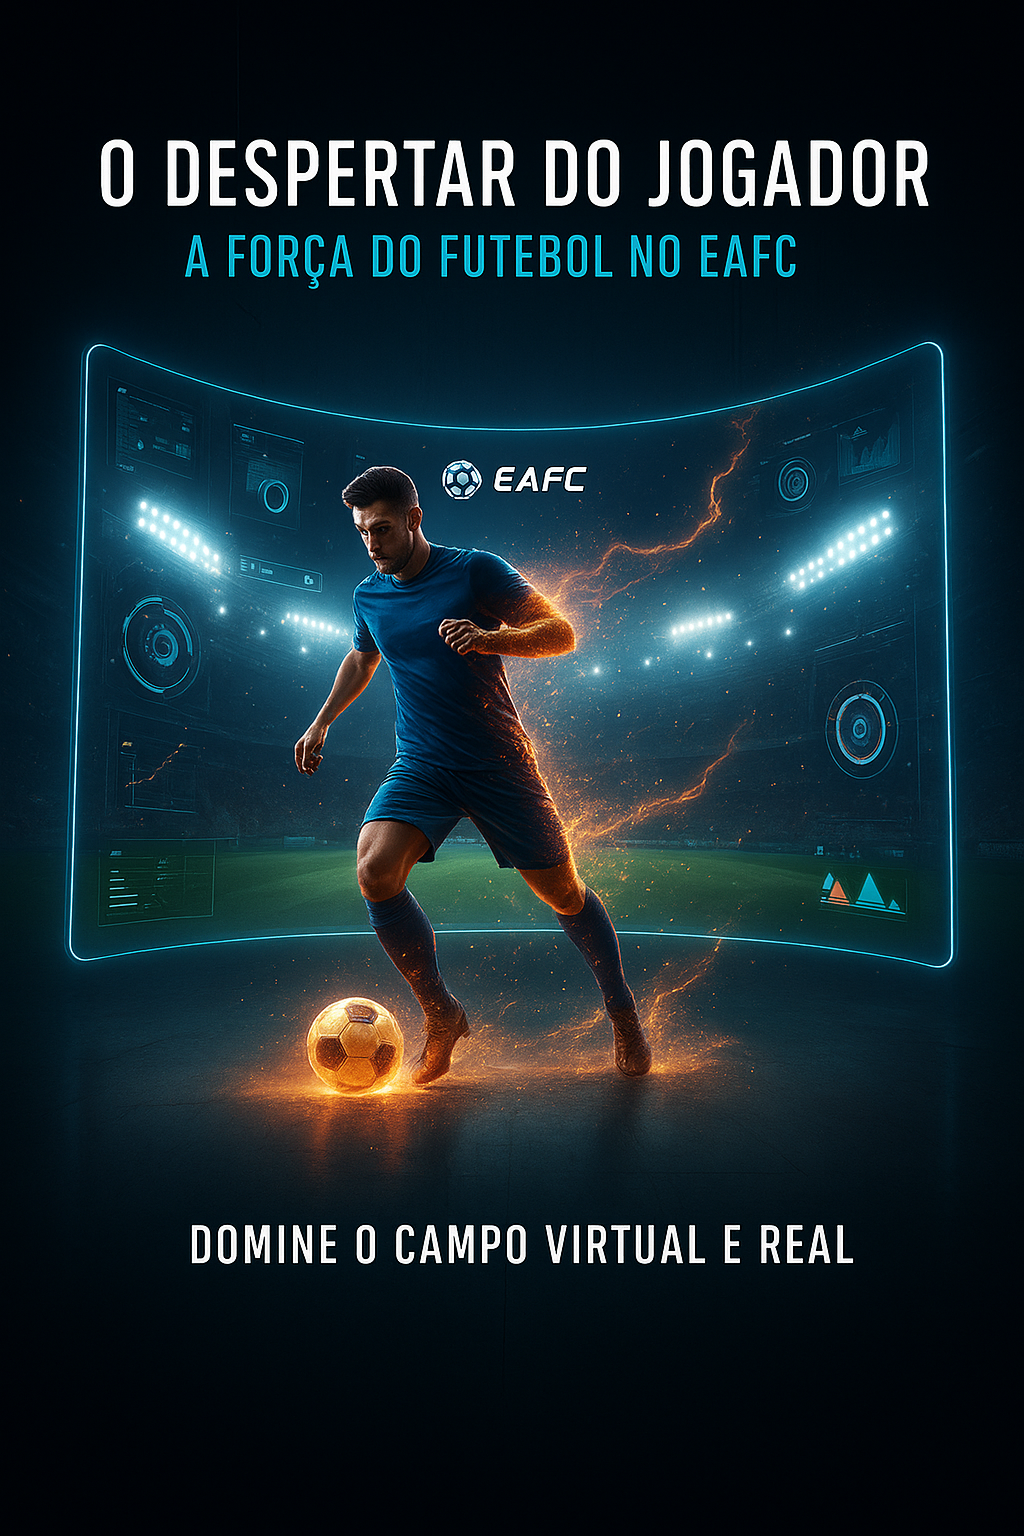 O DESPERTAR DO JOGADOR
A FORÇA DO FUTEBOL NO EAFC
EAFC
DOMINE O CAMPO VIRTUAL E REAL